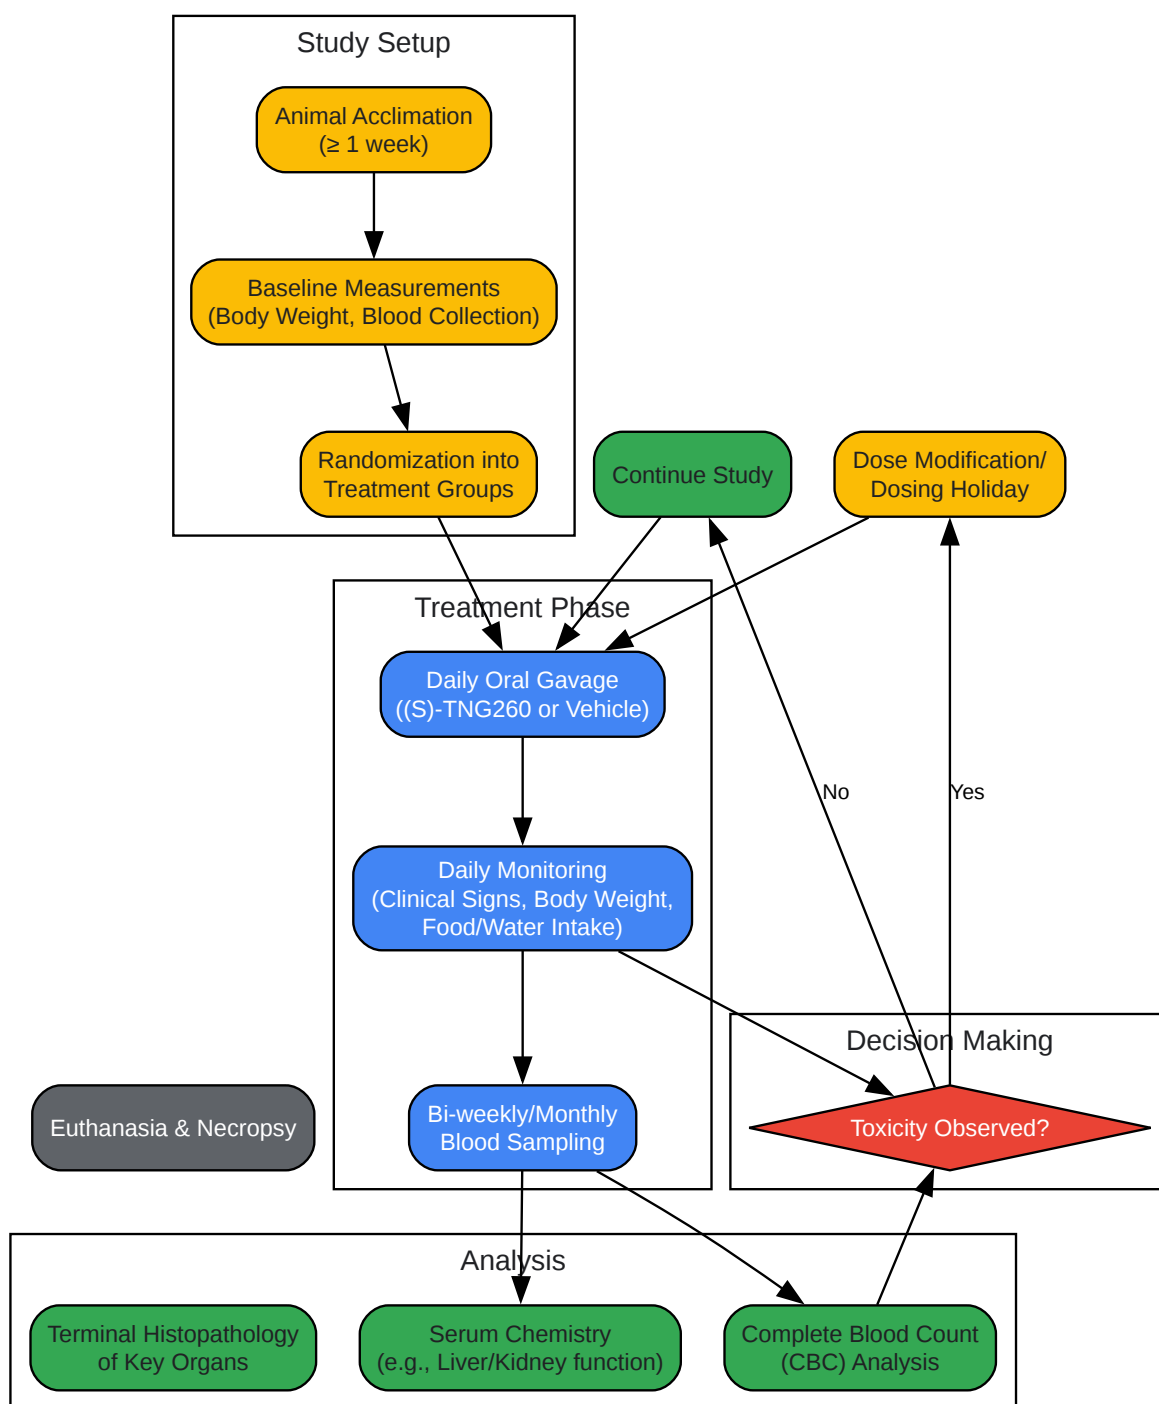 Study Setup
Animal Acclimation
(≥ 1 week)
Baseline Measurements
(Body Weight, Blood Collection)
Randomization into
Treatment Groups
Continue Study
Dose Modification/
Dosing Holiday
Treatment Phase
Daily Oral Gavage
((S)-TNG260 or Vehicle)
No
Yes
Daily Monitoring
(Clinical Signs, Body Weight,
Food/Water Intake)
Decision Making
Euthanasia & Necropsy
Bi-weekly/Monthly
Blood Sampling
Toxicity Observed?
Analysis
Terminal Histopathology
of Key Organs
Serum Chemistry
(e.g., Liver/Kidney function)
Complete Blood Count
(CBC) Analysis